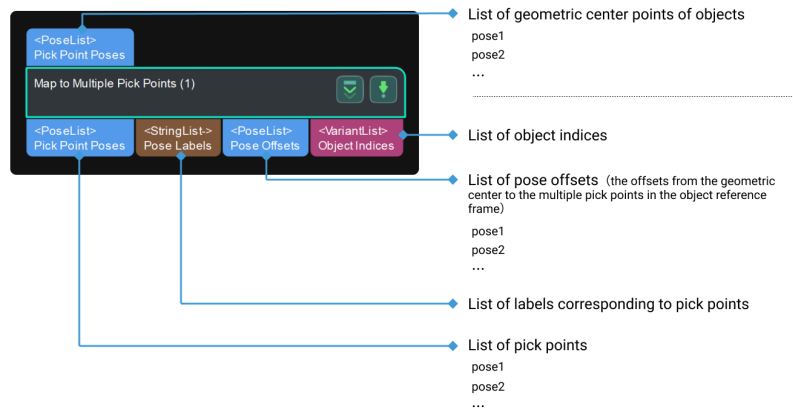 List of geometric center points of objects
pose1
pose2
...
<PoseList>
Pick Point Poses
Map to Multiple Pick Points (1)
<PoseList>
Pick Point Poses
<StringList->
Pose Labels
<PoseList>
Pose Offsets
<VariantList>
Object Indices
List of object indices
List of pose offsets（the offsets from the geometric
center to the multiple pick points in the object reference
frame）
pose1
pose2
...
List of labels corresponding to pick points
List of pick points
pose1
pose2
...